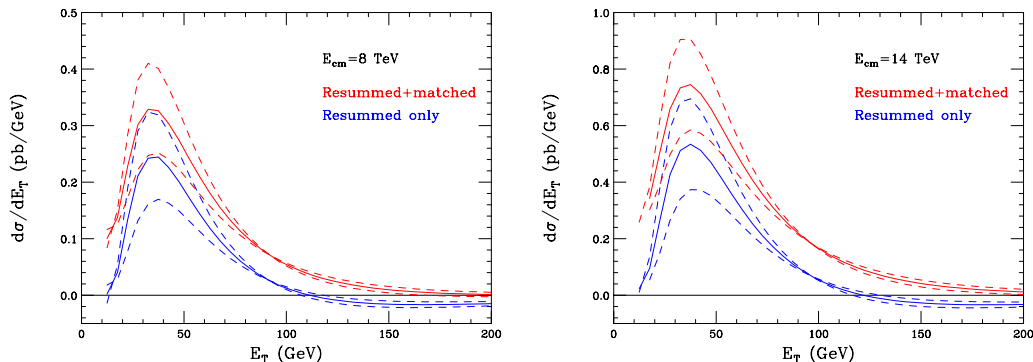 0.5
0.4
0.3
0.2
0.1
0.0
dσ/dE_T (pb/GeV)
E_cm=8 TeV
Resummed+matched
Resummed only
0 50 100 150 200
E_T (GeV)
1.0
0.8
0.6
0.4
0.2
0.0
dσ/dE_T (pb/GeV)
E_cm=14 TeV
Resummed+matched
Resummed only
0 50 100 150 200
E_T (GeV)